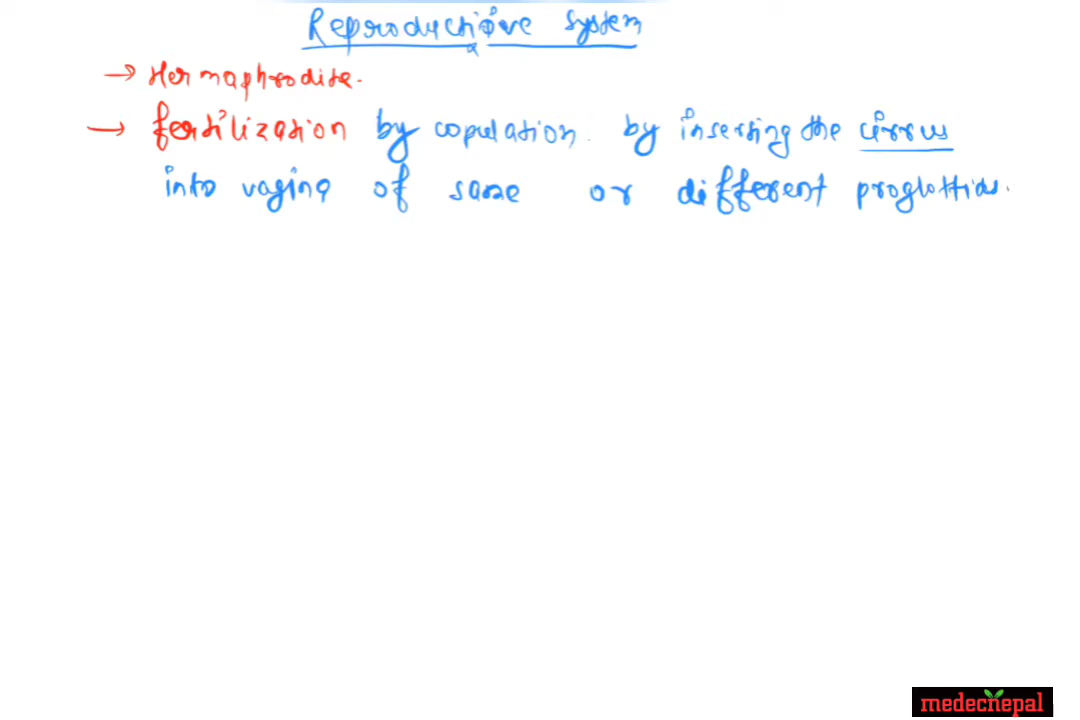 Reproductive System
→ Hermaphrodite.
→ fertilization by copulation. by inserting the cirrus
into vagina of same or different proglottids.
medecnepal